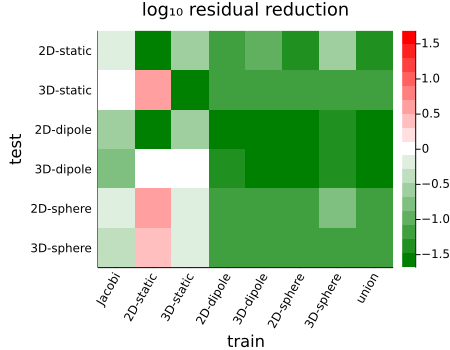 log₁₀ residual reduction
test
2D-static
3D-static
2D-dipole
3D-dipole
2D-sphere
3D-sphere
Jacobi
2D-static
3D-static
2D-dipole
3D-dipole
2D-sphere
3D-sphere
union
train
1.5
1.0
0.5
0
−0.5
−1.0
−1.5